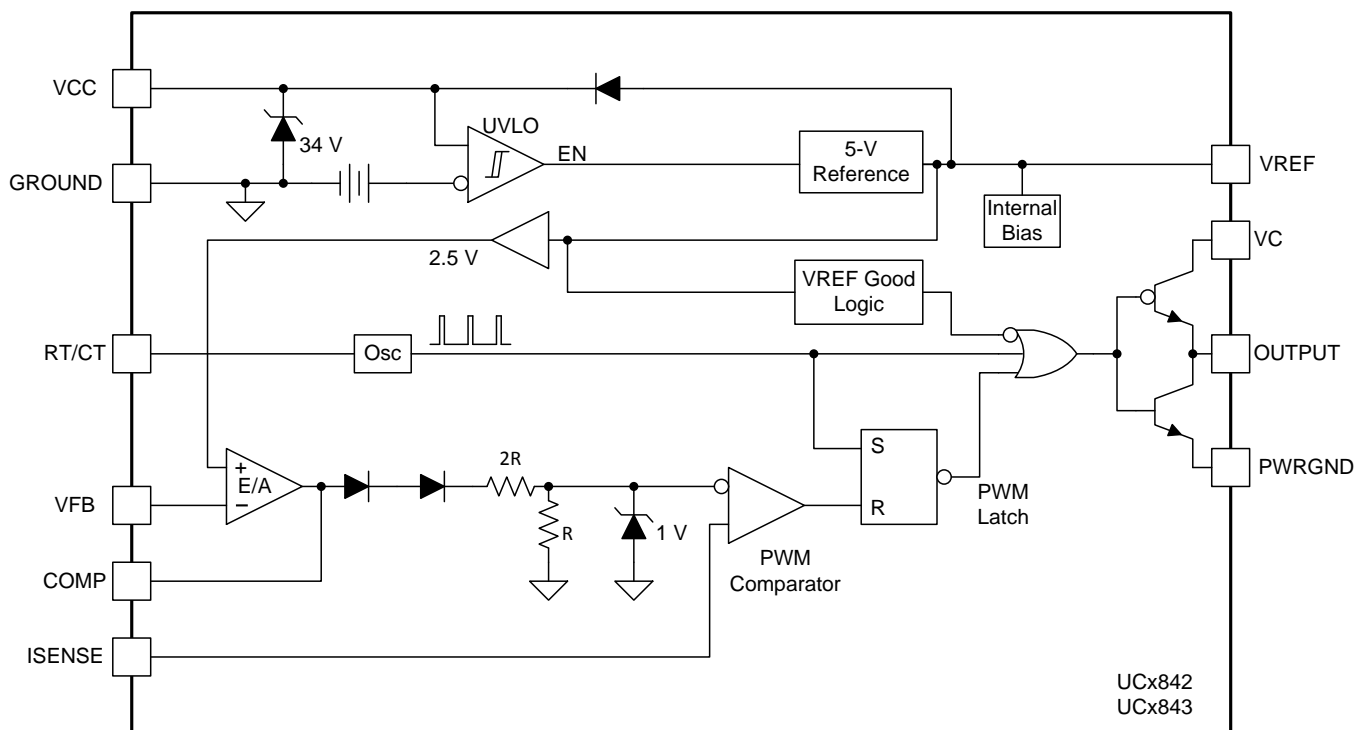 VCC
UVLO
34 V
EN
5-V
Reference
GROUND
VREF
Internal
Bias
VC
2.5 V
VREF Good
Logic
RT/CT
Osc
OUTPUT
S
R
PWM
Latch
PWRGND
+
E/A
−
2R
R
1 V
VFB
PWM
Comparator
COMP
ISENSE
UCx842
UCx843